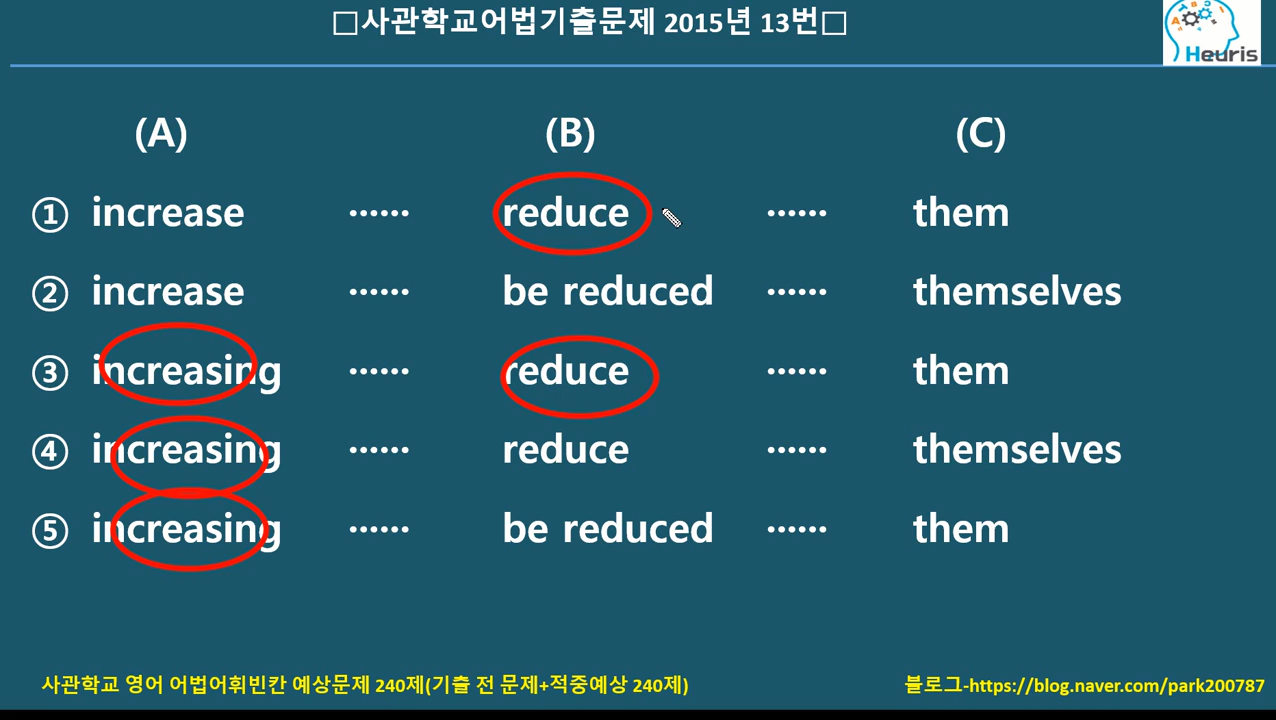 □사관학교어법기출문제 2015년 13번□
Heuris
(A) (B) (C)
① increase ...... reduce ...... them
② increase ...... be reduced ...... themselves
③ increasing ...... reduce ...... them
④ increasing ...... reduce ...... themselves
⑤ increasing ...... be reduced ...... them
사관학교 영어 어법어휘빈칸 예상문제 240제(기출 전 문제+적중예상 240제) 블로그-https://blog.naver.com/park200787